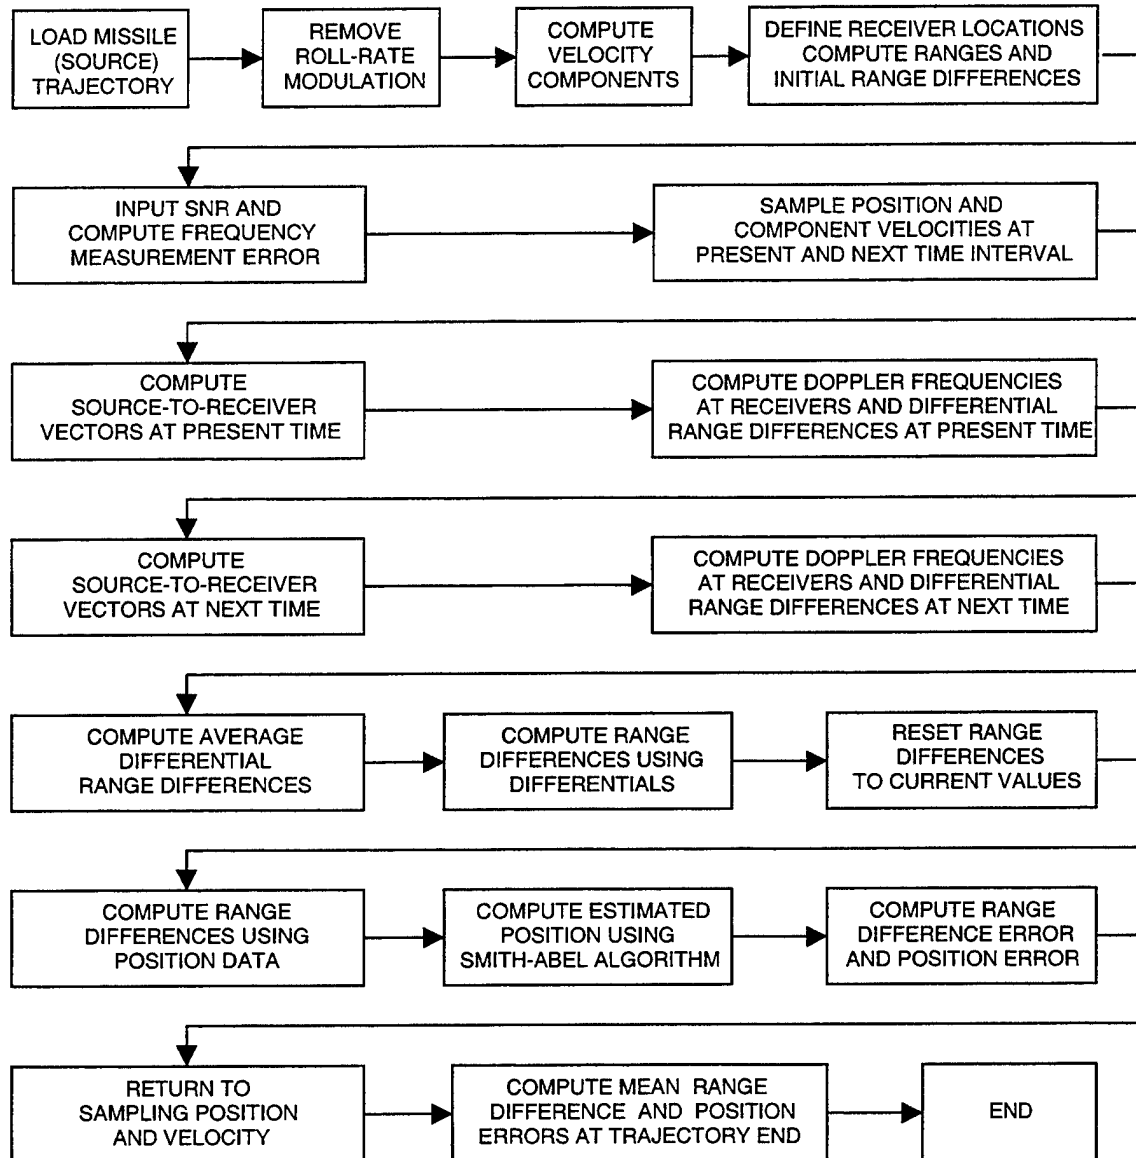 LOAD MISSILE
(SOURCE)
TRAJECTORY
REMOVE
ROLL-RATE
MODULATION
COMPUTE
VELOCITY
COMPONENTS
DEFINE RECEIVER LOCATIONS
COMPUTE RANGES AND
INITIAL RANGE DIFFERENCES
INPUT SNR AND
COMPUTE FREQUENCY
MEASUREMENT ERROR
SAMPLE POSITION AND
COMPONENT VELOCITIES AT
PRESENT AND NEXT TIME INTERVAL
COMPUTE
SOURCE-TO-RECEIVER
VECTORS AT PRESENT TIME
COMPUTE DOPPLER FREQUENCIES
AT RECEIVERS AND DIFFERENTIAL
RANGE DIFFERENCES AT PRESENT TIME
COMPUTE
SOURCE-TO-RECEIVER
VECTORS AT NEXT TIME
COMPUTE DOPPLER FREQUENCIES
AT RECEIVERS AND DIFFERENTIAL
RANGE DIFFERENCES AT NEXT TIME
COMPUTE AVERAGE
DIFFERENTIAL
RANGE DIFFERENCES
COMPUTE RANGE
DIFFERENCES USING
DIFFERENTIALS
RESET RANGE
DIFFERENCES
TO CURRENT VALUES
COMPUTE RANGE
DIFFERENCES USING
POSITION DATA
COMPUTE ESTIMATED
POSITION USING
SMITH-ABEL ALGORITHM
COMPUTE RANGE
DIFFERENCE ERROR
AND POSITION ERROR
RETURN TO
SAMPLING POSITION
AND VELOCITY
COMPUTE MEAN RANGE
DIFFERENCE AND POSITION
ERRORS AT TRAJECTORY END
END